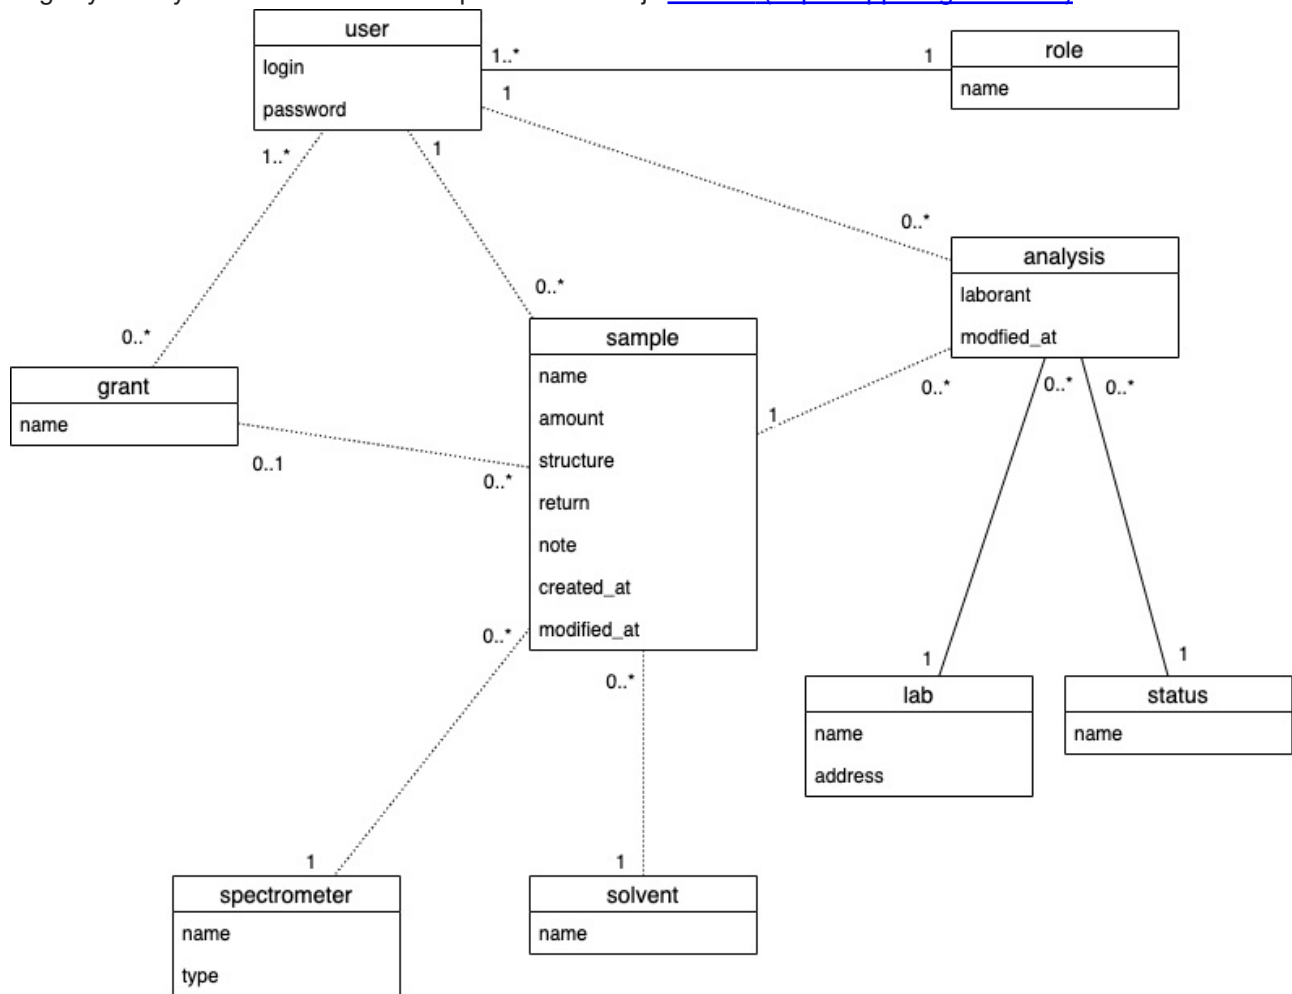 user
login
password
1..*
1
role
name
1
1..*
1
0..*
0..*
0..*
analysis
laborant
modfied_at
grant
name
sample
name
amount
structure
return
note
created_at
modified_at
0..1
0..*
1
0..*
0..*
0..*
0..*
0..*
1
1
lab
name
address
status
name
1
1
spectrometer
name
type
solvent
name